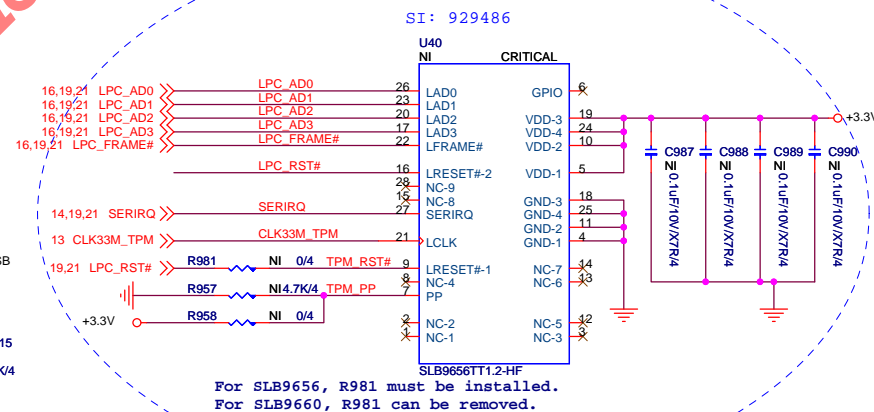 SI: 929486
U40
NI CRITICAL
16,19,21 LPC_AD0 LPC_AD0 26 LAD0 GPIO 6
16,19,21 LPC_AD1 LPC_AD1 23 LAD1
16,19,21 LPC_AD2 LPC_AD2 20 LAD2 VDD-3 19 +3.3V
16,19,21 LPC_AD3 LPC_AD3 17 LAD3 VDD-4 24
16,19,21 LPC_FRAME# LPC_FRAME# 22 LFRAME# VDD-2 10
C987 C988 C989 C990
NI NI NI NI
0.1uF/10V/X7R/4 0.1uF/10V/X7R/4 0.1uF/10V/X7R/4 0.1uF/10V/X7R/4
LPC_RST# 16 LRESET#-2 VDD-1 5
28 NC-9
15 NC-8 GND-3 18
14,19,21 SERIRQ SERIRQ 27 SERIRQ GND-4 25
GND-2 11
13 CLK33M_TPM CLK33M_TPM 21 LCLK GND-1 4
SB
19,21 LPC_RST# R981 NI 0/4 TPM_RST# 9 LRESET#-1 NC-7 14
8 NC-4 NC-6 13
R957 NI 4.7K/4 TPM_PP 7 PP
+3.3V R958 NI 0/4 2 NC-2 NC-5 12
1 NC-1 NC-3 3
15
K/4
SLB9656TT1.2-HF
For SLB9656, R981 must be installed.
For SLB9660, R981 can be removed.